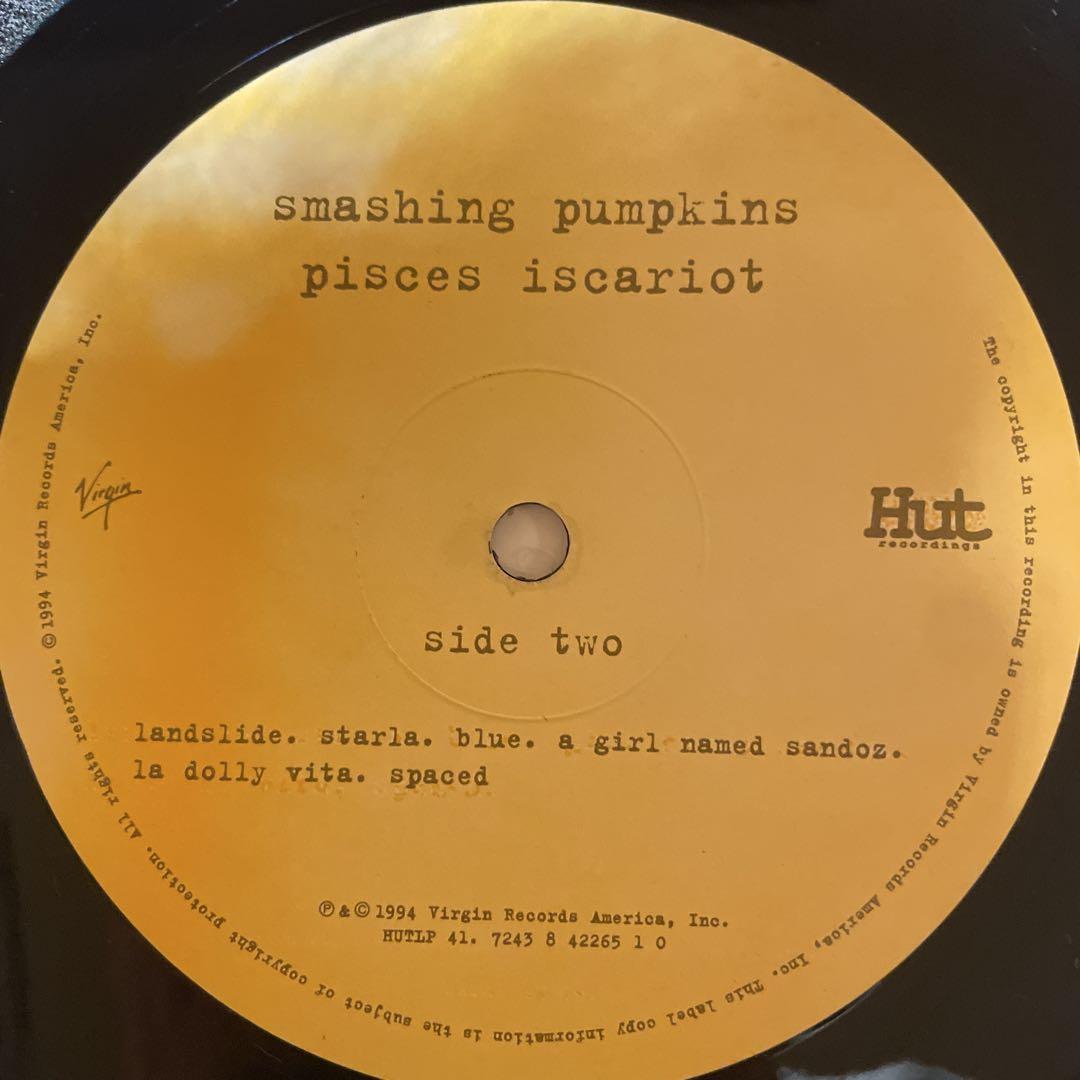 smashing pumpkins
pisces iscariot
Virgin
Hut
recordings
side two
landslide. starla. blue. a girl named sandoz.
la dolly vita. spaced
℗ & © 1994 Virgin Records America, Inc.
HUTLP 41. 7243 8 42265 1 0
The copyright in this recording is owned by Virgin Records America, Inc. This label copy information is the subject of copyright protection. All rights reserved. © 1994 Virgin Records America, Inc.